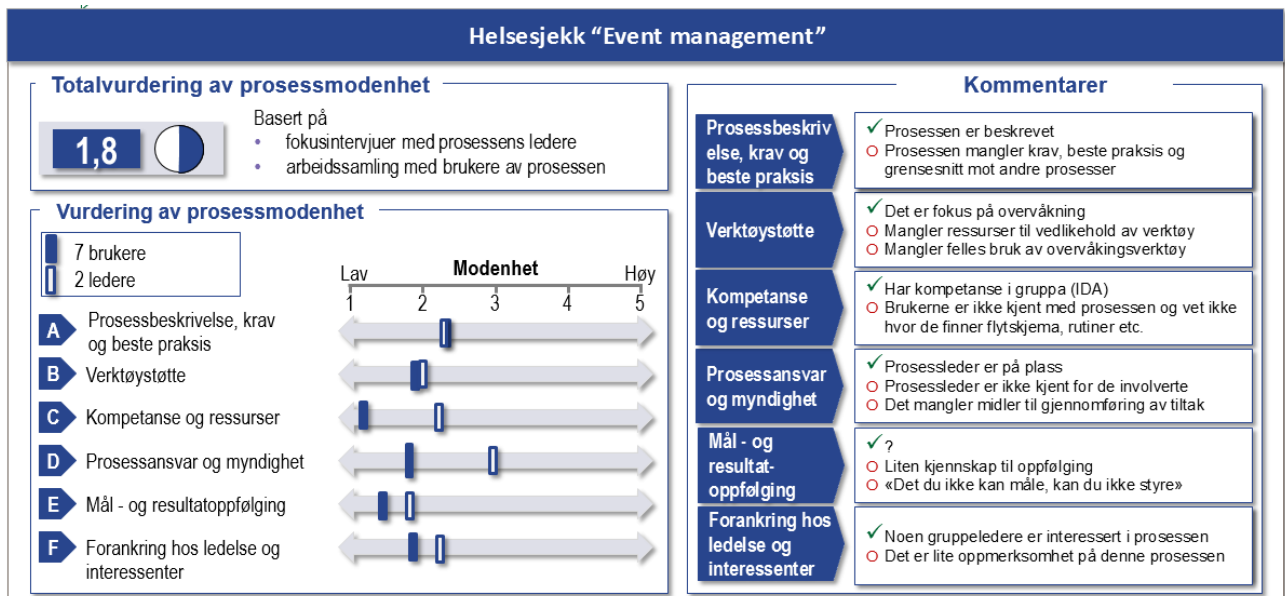 Helsesjekk “Event management”
Totalvurdering av prosessmodenhet
1,8
Basert på
• fokusintervjuer med prosessens ledere
• arbeidssamling med brukere av prosessen
Vurdering av prosessmodenhet
7 brukere
2 ledere
Lav
Modenhet
Høy
1 2 3 4 5
A
Prosessbeskrivelse, krav
og beste praksis
B
Verktøystøtte
C
Kompetanse og ressurser
D
Prosessansvar og myndighet
E
Mål - og resultatoppfølging
F
Forankring hos ledelse og
interessenter
Kommentarer
Prosessbeskriv
else, krav og
beste praksis
✓ Prosessen er beskrevet
o Prosessen mangler krav, beste praksis og
grensesnitt mot andre prosesser
Verktøystøtte
✓ Det er fokus på overvåkning
o Mangler ressurser til vedlikehold av verktøy
o Mangler felles bruk av overvåkingsverktøy
Kompetanse
og ressurser
✓ Har kompetanse i gruppa (IDA)
o Brukerne er ikke kjent med prosessen og vet ikke
hvor de finner flytskjema, rutiner etc.
Prosessansvar
og myndighet
✓ Prosessleder er på plass
o Prosessleder er ikke kjent for de involverte
o Det mangler midler til gjennomføring av tiltak
Mål - og
resultat-
oppfølging
✓ ?
o Liten kjennskap til oppfølging
o «Det du ikke kan måle, kan du ikke styre»
Forankring hos
ledelse og
interessenter
✓ Noen gruppeledere er interessert i prosessen
o Det er lite oppmerksomhet på denne prosessen